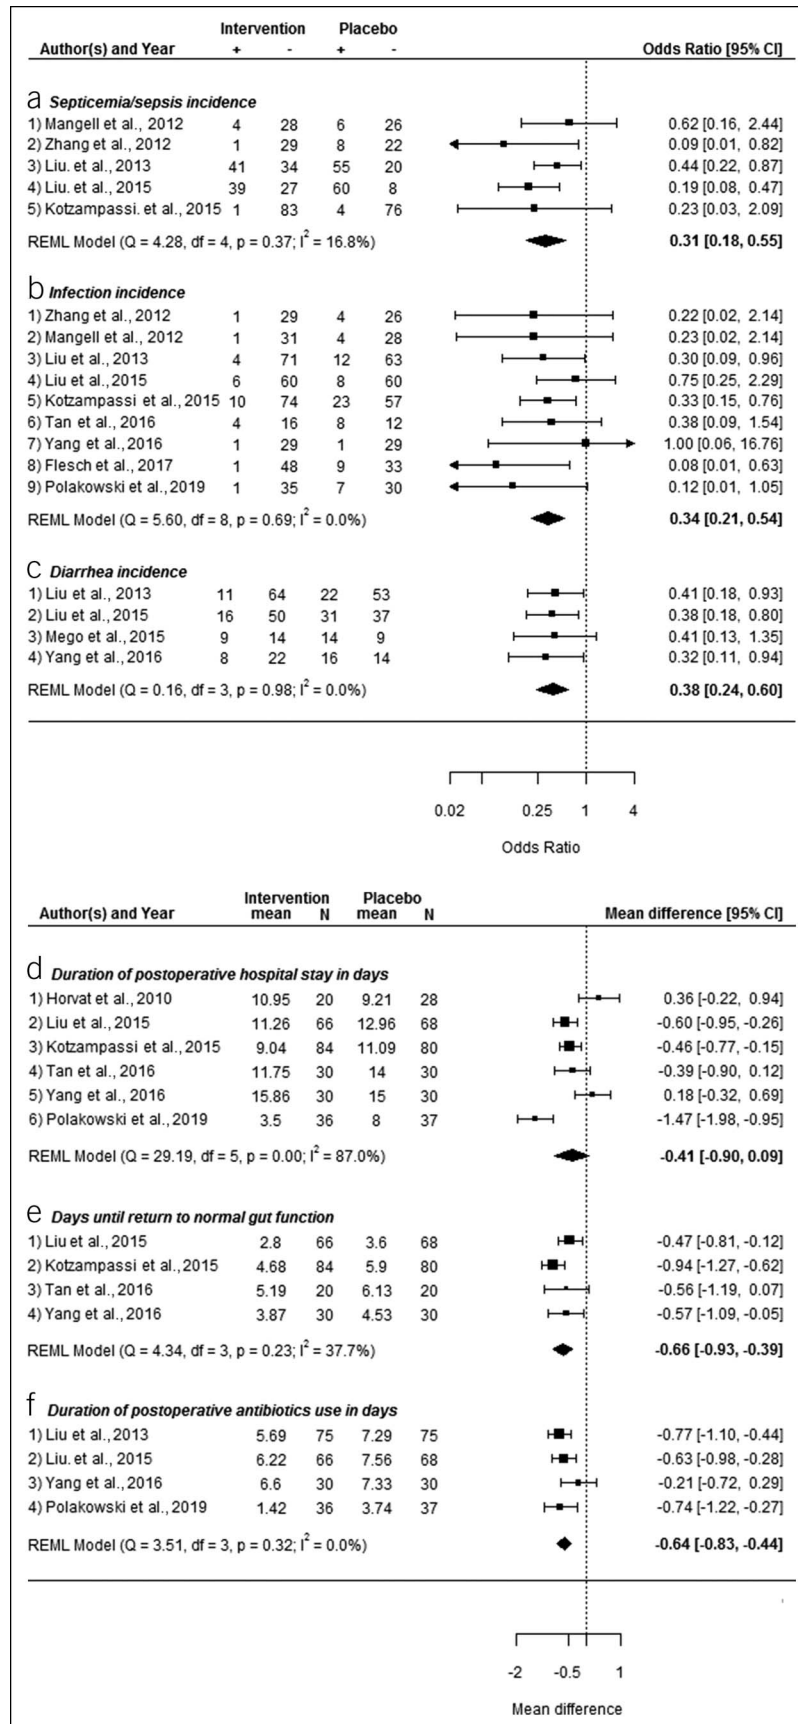 Intervention Placebo
Author(s) and Year + - + - Odds Ratio [95% CI]
a Septicemia/sepsis incidence
1) Mangell et al., 2012 4 28 6 26 0.62 [0.16, 2.44]
2) Zhang et al., 2012 1 29 8 22 0.09 [0.01, 0.82]
3) Liu. et al., 2013 41 34 55 20 0.44 [0.22, 0.87]
4) Liu. et al., 2015 39 27 60 8 0.19 [0.08, 0.47]
5) Kotzampassi. et al., 2015 1 83 4 76 0.23 [0.03, 2.09]
REML Model (Q = 4.28, df = 4, p = 0.37; I² = 16.8%) 0.31 [0.18, 0.55]
b Infection incidence
1) Zhang et al., 2012 1 29 4 26 0.22 [0.02, 2.14]
2) Mangell et al., 2012 1 31 4 28 0.23 [0.02, 2.14]
3) Liu et al., 2013 4 71 12 63 0.30 [0.09, 0.96]
4) Liu et al., 2015 6 60 8 60 0.75 [0.25, 2.29]
5) Kotzampassi et al., 2015 10 74 23 57 0.33 [0.15, 0.76]
6) Tan et al., 2016 4 16 8 12 0.38 [0.09, 1.54]
7) Yang et al., 2016 1 29 1 29 1.00 [0.06, 16.76]
8) Flesch et al., 2017 1 48 9 33 0.08 [0.01, 0.63]
9) Polakowski et al., 2019 1 35 7 30 0.12 [0.01, 1.05]
REML Model (Q = 5.60, df = 8, p = 0.69; I² = 0.0%) 0.34 [0.21, 0.54]
c Diarrhea incidence
1) Liu et al., 2013 11 64 22 53 0.41 [0.18, 0.93]
2) Liu et al., 2015 16 50 31 37 0.38 [0.18, 0.80]
3) Mego et al., 2015 9 14 14 9 0.41 [0.13, 1.35]
4) Yang et al., 2016 8 22 16 14 0.32 [0.11, 0.94]
REML Model (Q = 0.16, df = 3, p = 0.98; I² = 0.0%) 0.38 [0.24, 0.60]
0.02 0.25 1 4
Odds Ratio
Intervention Placebo
Author(s) and Year mean N mean N Mean difference [95% CI]
d Duration of postoperative hospital stay in days
1) Horvat et al., 2010 10.95 20 9.21 28 0.36 [-0.22, 0.94]
2) Liu et al., 2015 11.26 66 12.96 68 -0.60 [-0.95, -0.26]
3) Kotzampassi et al., 2015 9.04 84 11.09 80 -0.46 [-0.77, -0.15]
4) Tan et al., 2016 11.75 30 14 30 -0.39 [-0.90, 0.12]
5) Yang et al., 2016 15.86 30 15 30 0.18 [-0.32, 0.69]
6) Polakowski et al., 2019 3.5 36 8 37 -1.47 [-1.98, -0.95]
REML Model (Q = 29.19, df = 5, p = 0.00; I² = 87.0%) -0.41 [-0.90, 0.09]
e Days until return to normal gut function
1) Liu et al., 2015 2.8 66 3.6 68 -0.47 [-0.81, -0.12]
2) Kotzampassi et al., 2015 4.68 84 5.9 80 -0.94 [-1.27, -0.62]
3) Tan et al., 2016 5.19 20 6.13 20 -0.56 [-1.19, 0.07]
4) Yang et al., 2016 3.87 30 4.53 30 -0.57 [-1.09, -0.05]
REML Model (Q = 4.34, df = 3, p = 0.23; I² = 37.7%) -0.66 [-0.93, -0.39]
f Duration of postoperative antibiotics use in days
1) Liu et al., 2013 5.69 75 7.29 75 -0.77 [-1.10, -0.44]
2) Liu. et al., 2015 6.22 66 7.56 68 -0.63 [-0.98, -0.28]
3) Yang et al., 2016 6.6 30 7.33 30 -0.21 [-0.72, 0.29]
4) Polakowski et al., 2019 1.42 36 3.74 37 -0.74 [-1.22, -0.27]
REML Model (Q = 3.51, df = 3, p = 0.32; I² = 0.0%) -0.64 [-0.83, -0.44]
-2 -0.5 1
Mean difference